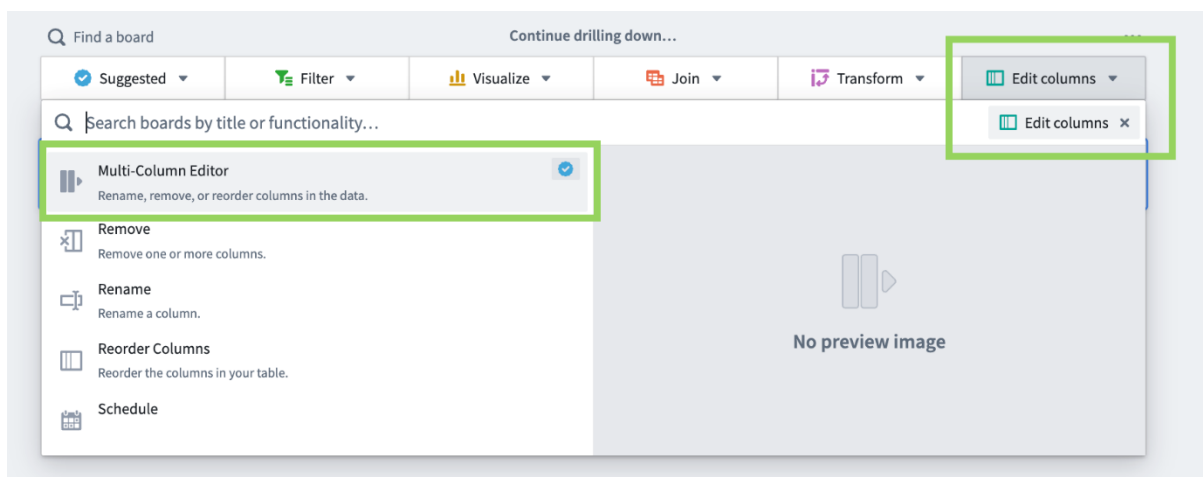 Find a board
Continue drilling down...
...
Suggested
Filter
Visualize
Join
Transform
Edit columns
Search boards by title or functionality...
Edit columns ×
Multi-Column Editor
Rename, remove, or reorder columns in the data.
Remove
Remove one or more columns.
Rename
Rename a column.
Reorder Columns
Reorder the columns in your table.
Schedule
No preview image